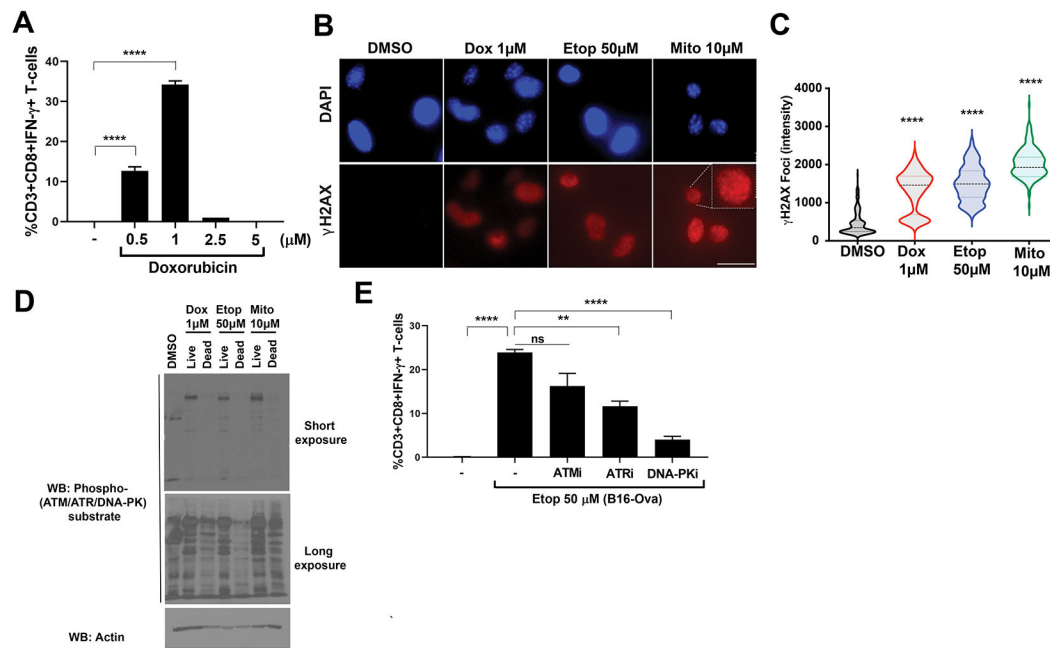 A
%CD3+CD8+IFN-γ+ T-cells
40
30
20
10
0
****
****
-
0.5
1
2.5
5
(μM)
Doxorubicin
B
DMSO
Dox 1μM
Etop 50μM
Mito 10μM
DAPI
γH2AX
C
γH2AX Foci (intensity)
4000
3000
2000
1000
0
****
****
****
DMSO
Dox
1μM
Etop
50μM
Mito
10μM
D
Dox
1μM
Etop
50μM
Mito
10μM
DMSO
Live
Dead
Live
Dead
Live
Dead
Short
exposure
WB: Phospho-
(ATM/ATR/DNA-PK)
substrate
Long
exposure
WB: Actin
E
%CD3+CD8+IFN-γ+ T-cells
30
20
10
0
****
****
**
ns
-
-
ATMi
ATRi
DNA-PKi
Etop 50 μM (B16-Ova)